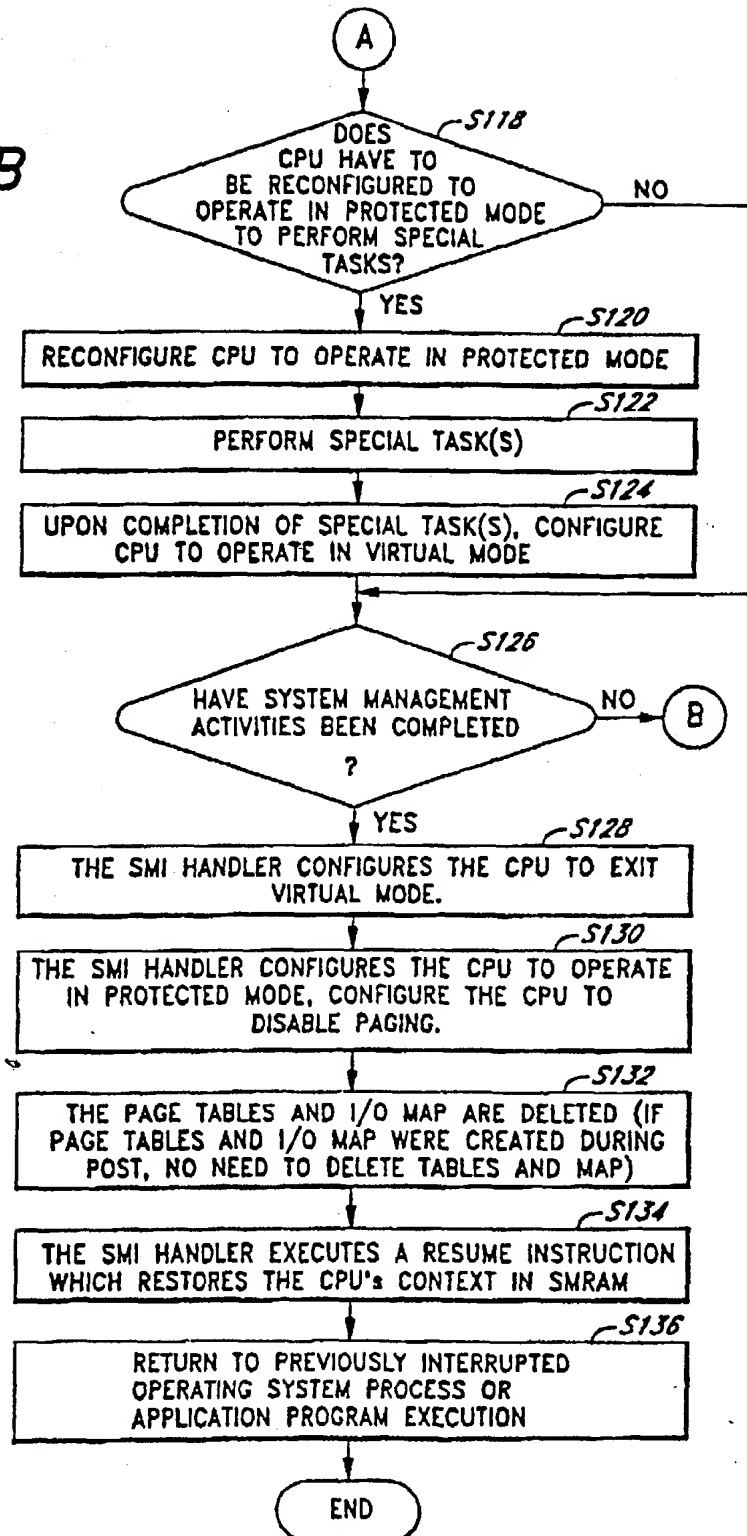 A
B
S118
DOES
CPU HAVE TO
BE RECONFIGURED TO
OPERATE IN PROTECTED MODE
TO PERFORM SPECIAL
TASKS?
NO
YES
S120
RECONFIGURE CPU TO OPERATE IN PROTECTED MODE
S122
PERFORM SPECIAL TASK(S)
S124
UPON COMPLETION OF SPECIAL TASK(S), CONFIGURE
CPU TO OPERATE IN VIRTUAL MODE
S126
HAVE SYSTEM MANAGEMENT
ACTIVITIES BEEN COMPLETED
?
NO
B
YES
S128
THE SMI HANDLER CONFIGURES THE CPU TO EXIT
VIRTUAL MODE.
S130
THE SMI HANDLER CONFIGURES THE CPU TO OPERATE
IN PROTECTED MODE, CONFIGURE THE CPU TO
DISABLE PAGING.
S132
THE PAGE TABLES AND I/O MAP ARE DELETED (IF
PAGE TABLES AND I/O MAP WERE CREATED DURING
POST, NO NEED TO DELETE TABLES AND MAP)
S134
THE SMI HANDLER EXECUTES A RESUME INSTRUCTION
WHICH RESTORES THE CPU's CONTEXT IN SMRAM
S136
RETURN TO PREVIOUSLY INTERRUPTED
OPERATING SYSTEM PROCESS OR
APPLICATION PROGRAM EXECUTION
END